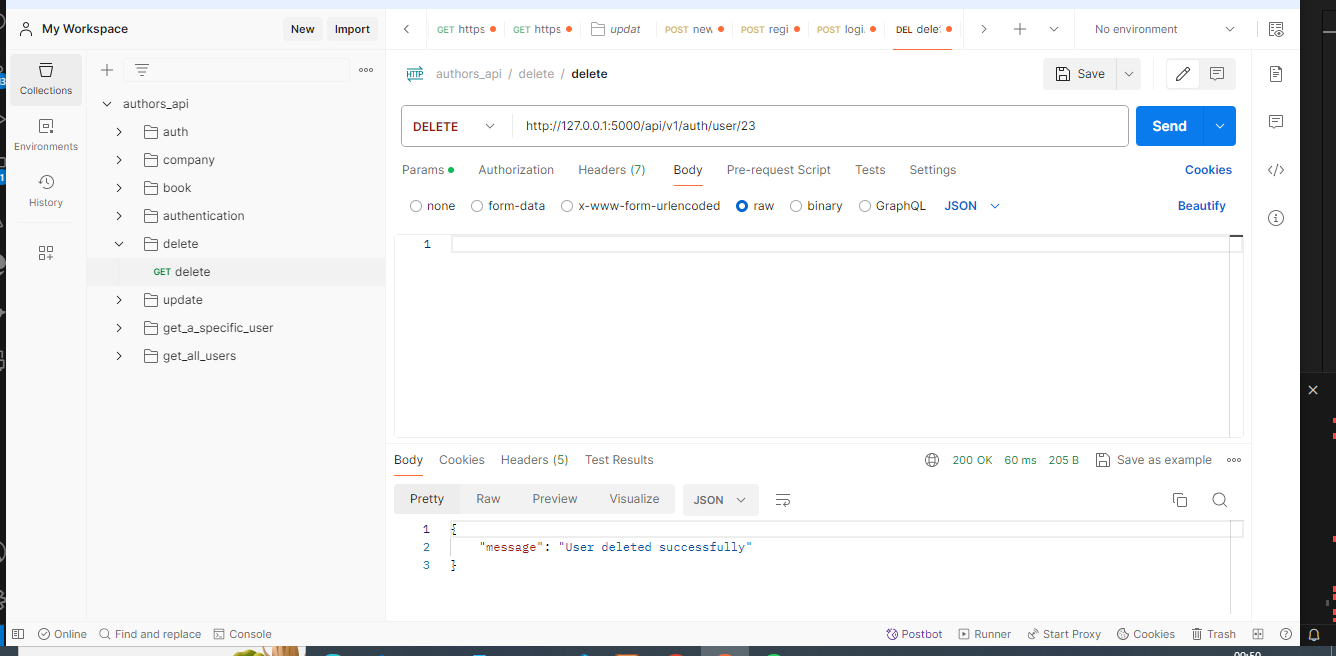 My Workspace
New
Import
GET https
GET https
updat
POST new
POST regi
POST logi.
DEL dele
No environment
Collections
Environments
History
authors_api
auth
company
book
authentication
delete
GET delete
update
get_a_specific_user
get_all_users
HTTP authors_api / delete / delete
Save
DELETE
http://127.0.0.1:5000/api/v1/auth/user/23
Send
Params
Authorization
Headers (7)
Body
Pre-request Script
Tests
Settings
Cookies
none
form-data
x-www-form-urlencoded
raw
binary
GraphQL
JSON
Beautify
1
Body
Cookies
Headers (5)
Test Results
200 OK
60 ms
205 B
Save as example
Pretty
Raw
Preview
Visualize
JSON
1 {
2 "message": "User deleted successfully"
3 }
Online
Find and replace
Console
Postbot
Runner
Start Proxy
Cookies
Trash